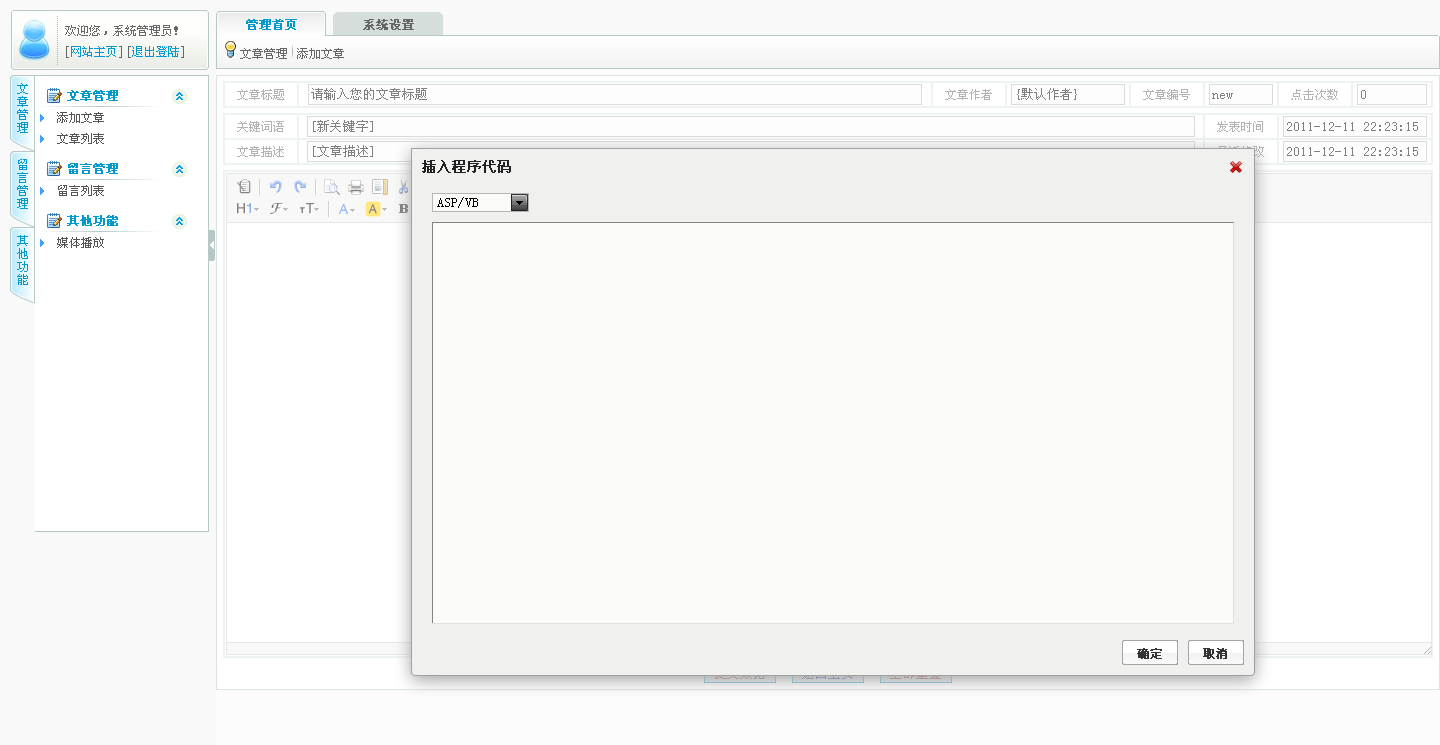 欢迎您，系统管理员!
[网站主页] [退出登陆]
管理首页
系统设置
文章管理
添加文章
文章管理
留言管理
其他功能
文章管理
添加文章
文章列表
留言管理
留言列表
其他功能
媒体播放
文章标题
请输入您的文章标题
文章作者
{默认作者}
文章编号
new
点击次数
0
关键词语
[新关键字]
发表时间
2011-12-11 22:23:15
文章描述
[文章描述]
2011-12-11 22:23:15
H1
F
TT
A
A
B
插入程序代码
ASP/VB
确定
取消